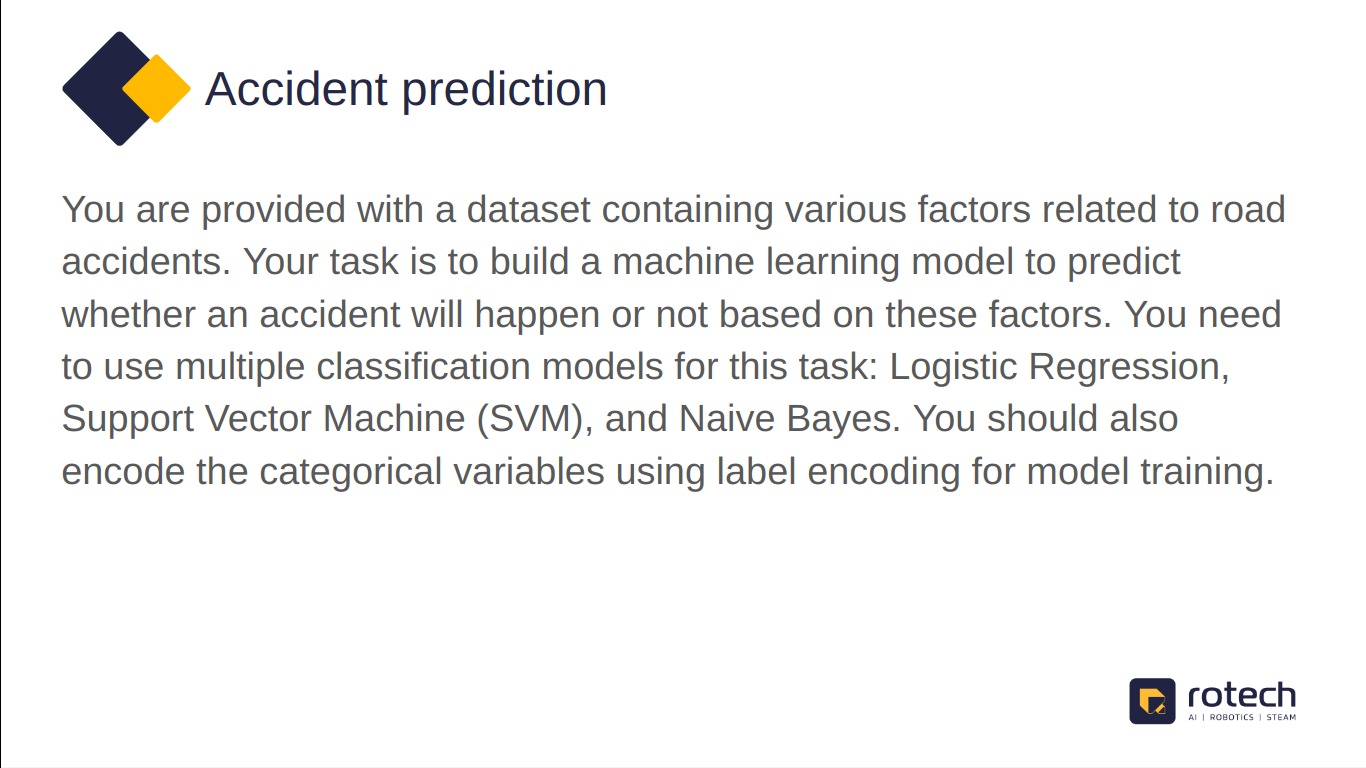 Accident prediction
You are provided with a dataset containing various factors related to road
accidents. Your task is to build a machine learning model to predict
whether an accident will happen or not based on these factors. You need
to use multiple classification models for this task: Logistic Regression,
Support Vector Machine (SVM), and Naive Bayes. You should also
encode the categorical variables using label encoding for model training.
rotech
AI | ROBOTICS | STEAM